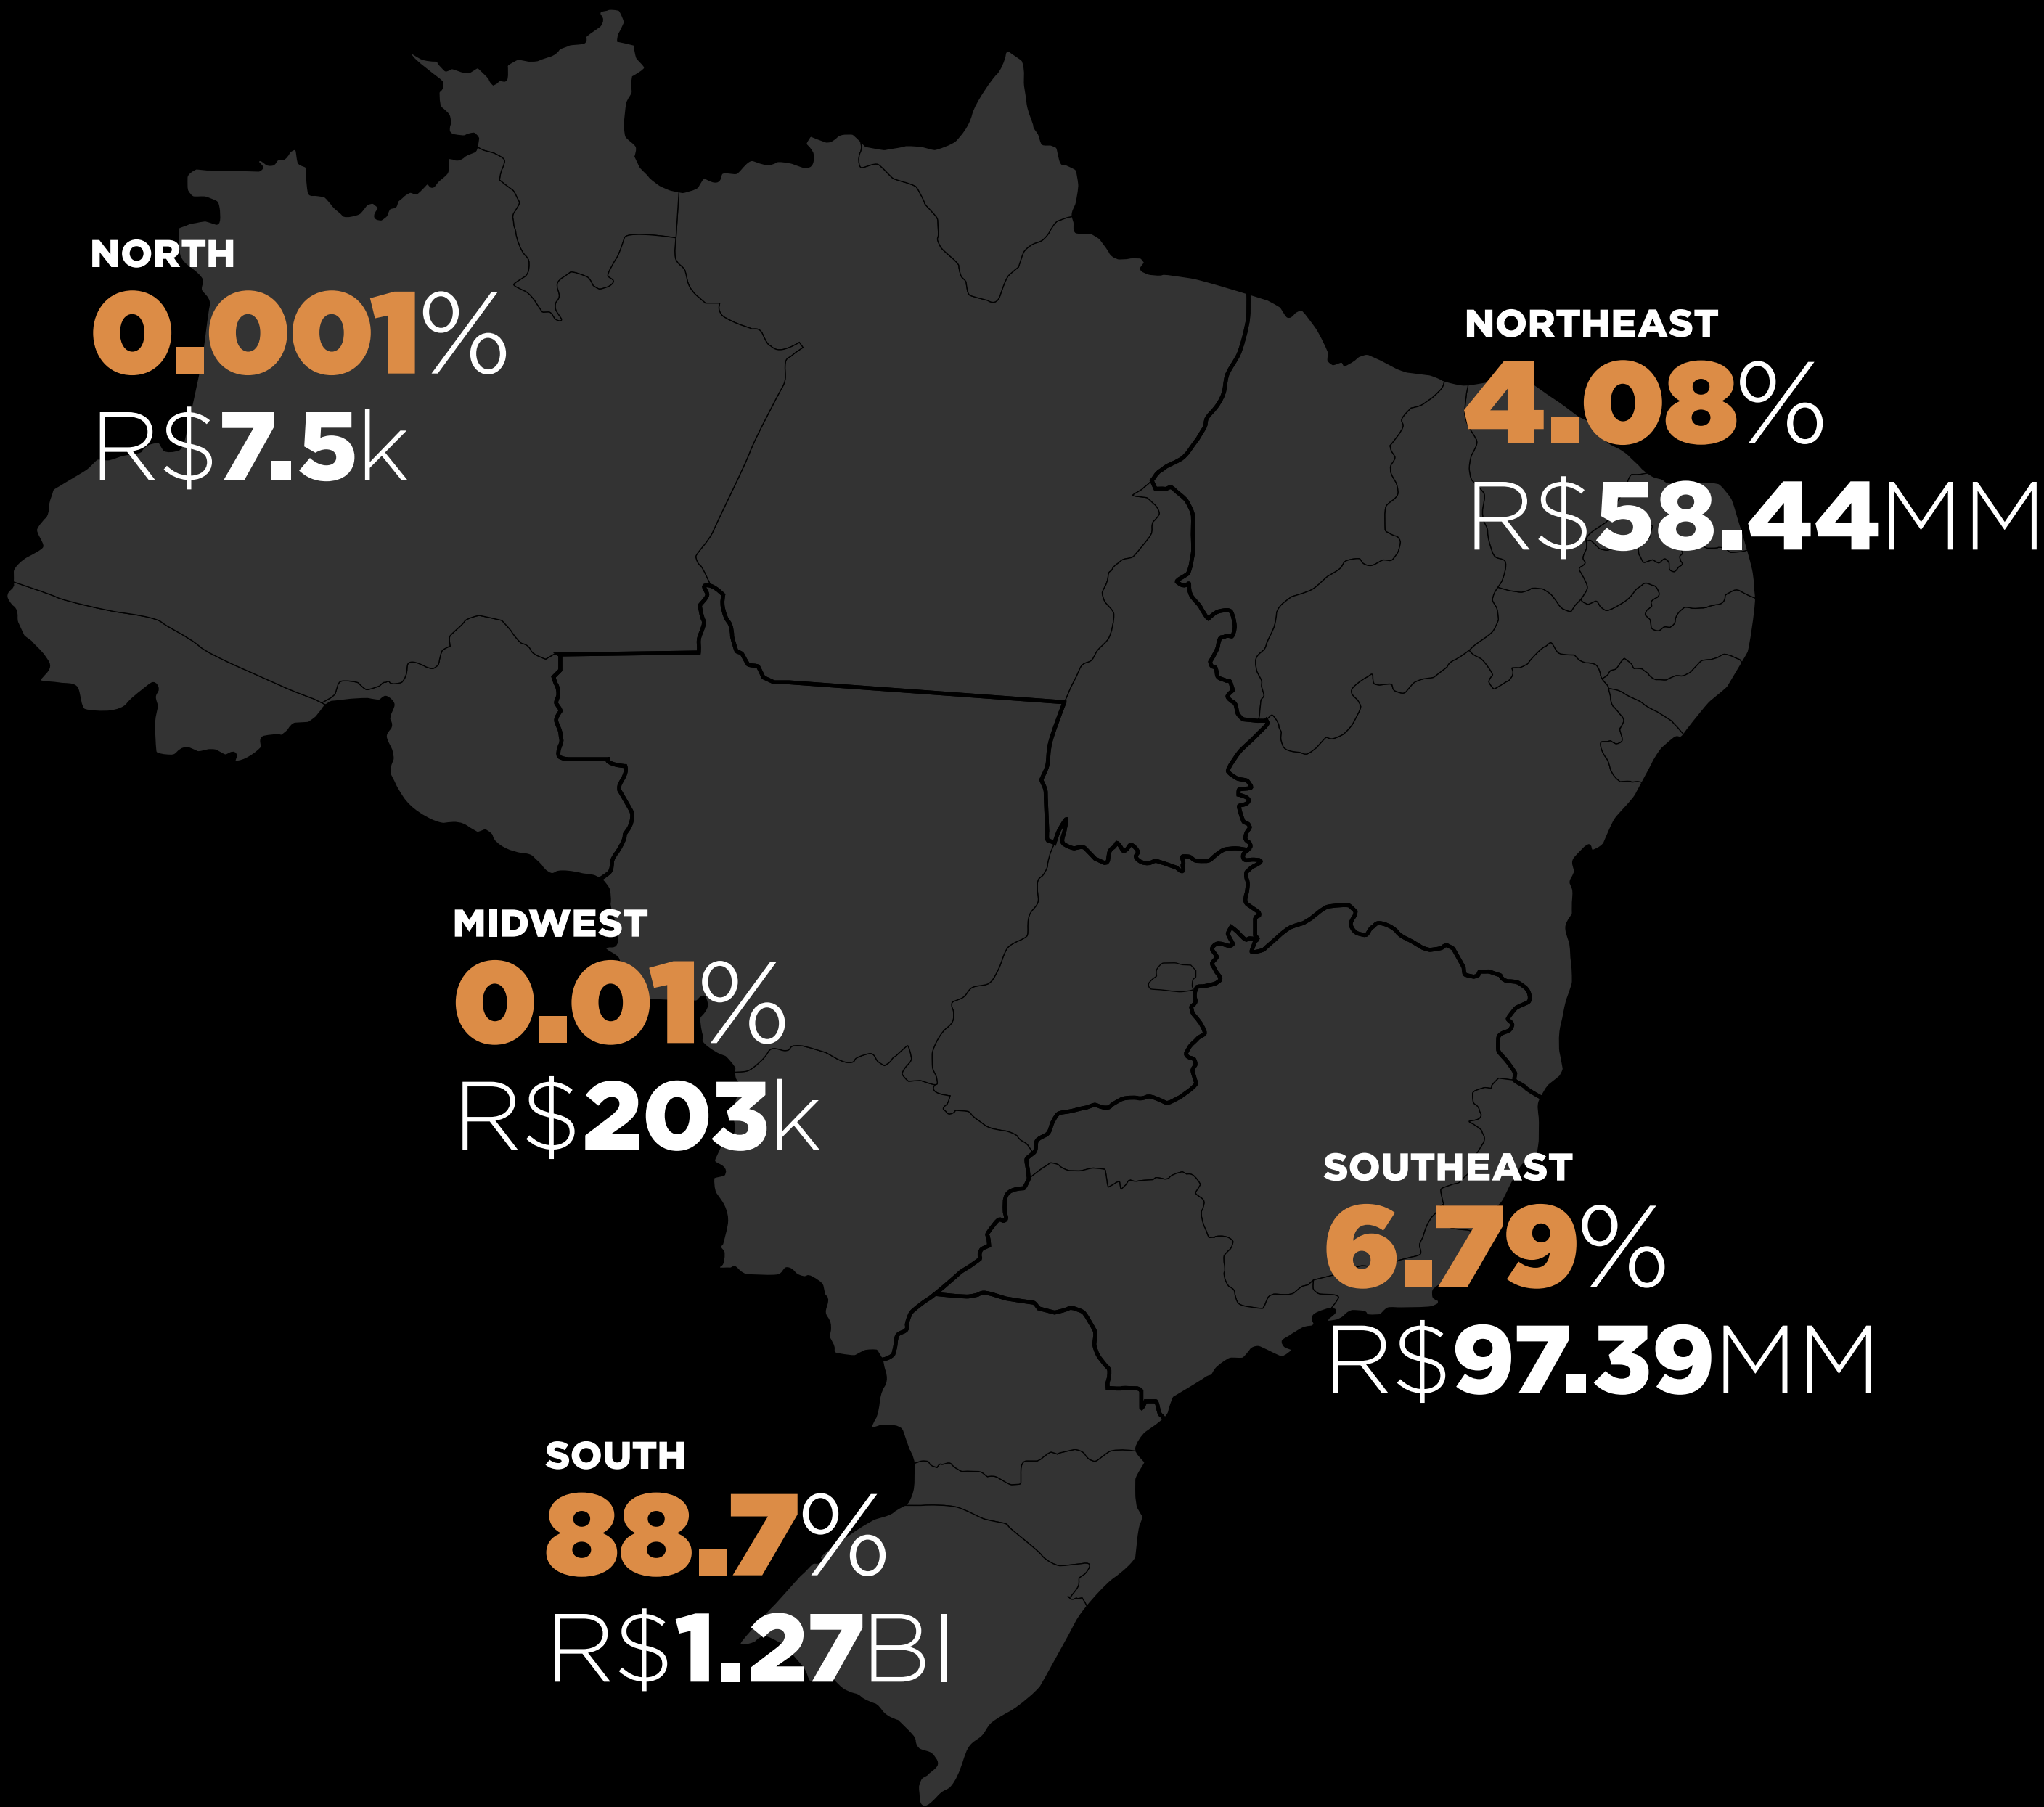 NORTH
0.001%
R$7.5k
NORTHEAST
4.08%
R$58.44MM
MIDWEST
0.01%
R$203k
SOUTHEAST
6.79%
R$97.39MM
SOUTH
88.7%
R$1.27BI